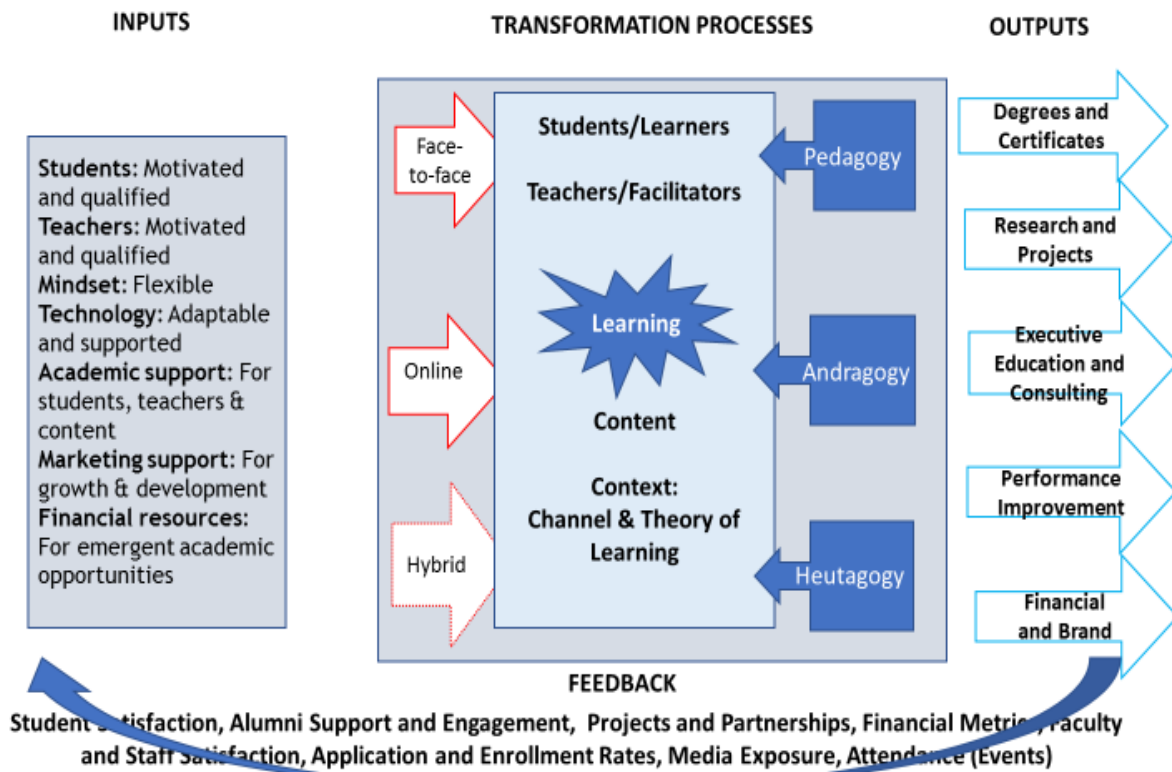 INPUTS
TRANSFORMATION PROCESSES
OUTPUTS
Students: Motivated
and qualified
Teachers: Motivated
and qualified
Mindset: Flexible
Technology: Adaptable
and supported
Academic support: For
students, teachers &
content
Marketing support: For
growth & development
Financial resources:
For emergent academic
opportunities
Face-
to-face
Online
Hybrid
Students/Learners
Teachers/Facilitators
Learning
Content
Context:
Channel & Theory of
Learning
Pedagogy
Andragogy
Heutagogy
Degrees and
Certificates
Research and
Projects
Executive
Education and
Consulting
Performance
Improvement
Financial
and Brand
FEEDBACK
Student Satisfaction, Alumni Support and Engagement, Projects and Partnerships, Financial Metrics, Faculty
and Staff Satisfaction, Application and Enrollment Rates, Media Exposure, Attendance (Events)